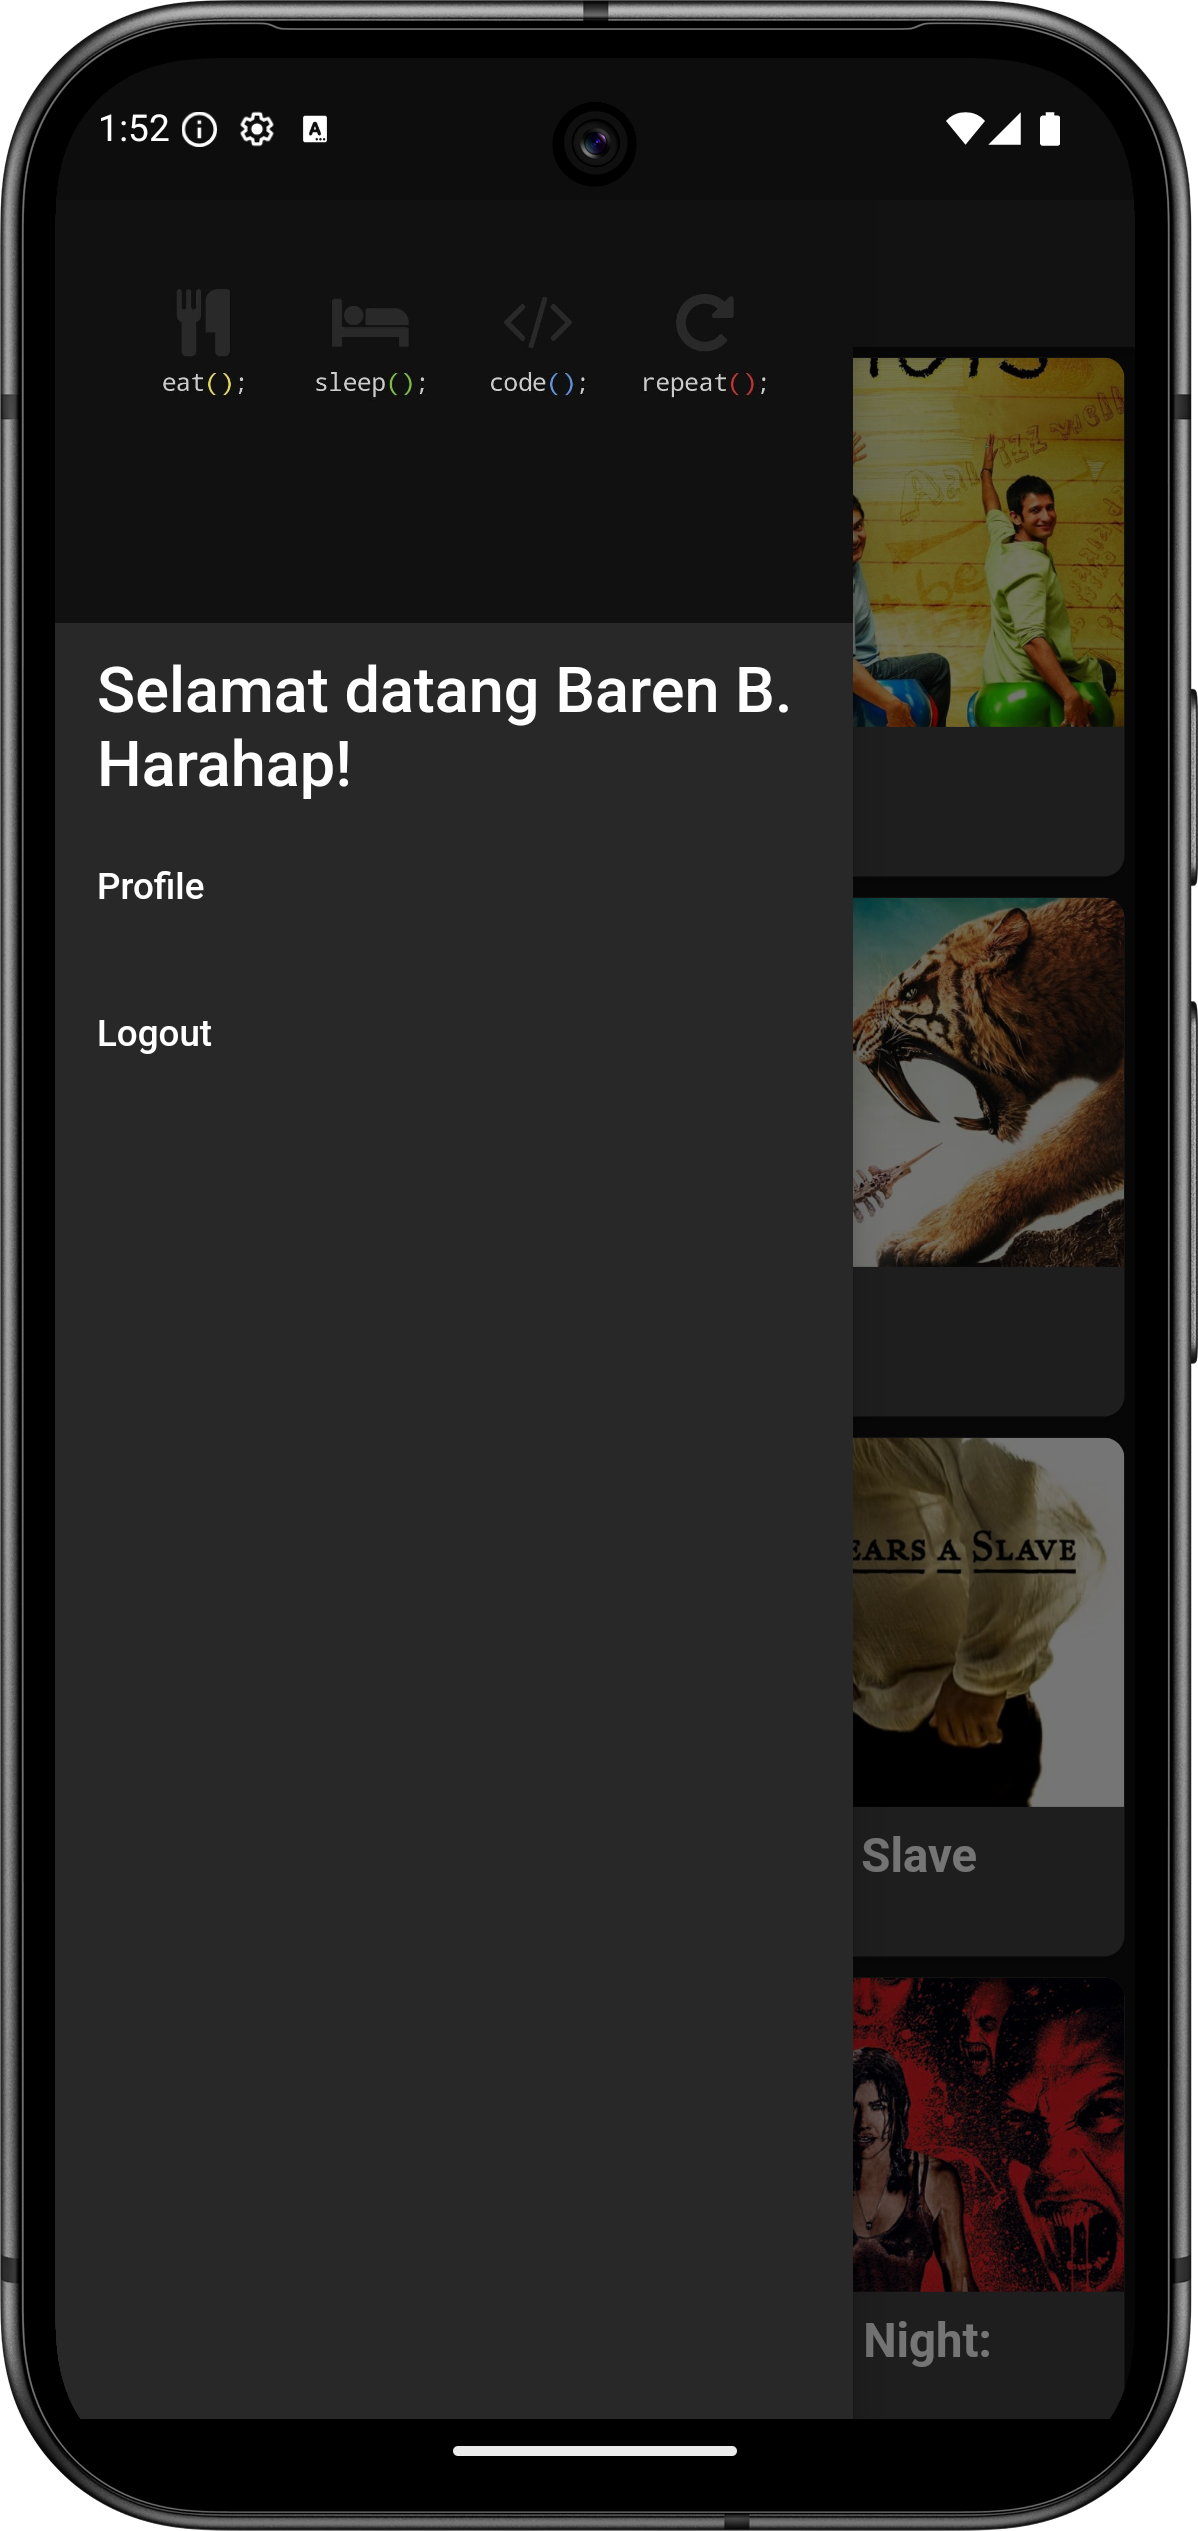 1:52
eat();
sleep();
code();
repeat();
Selamat datang Baren B.
Harahap!
Profile
Logout
EARS A SLAVE
Slave
Night: